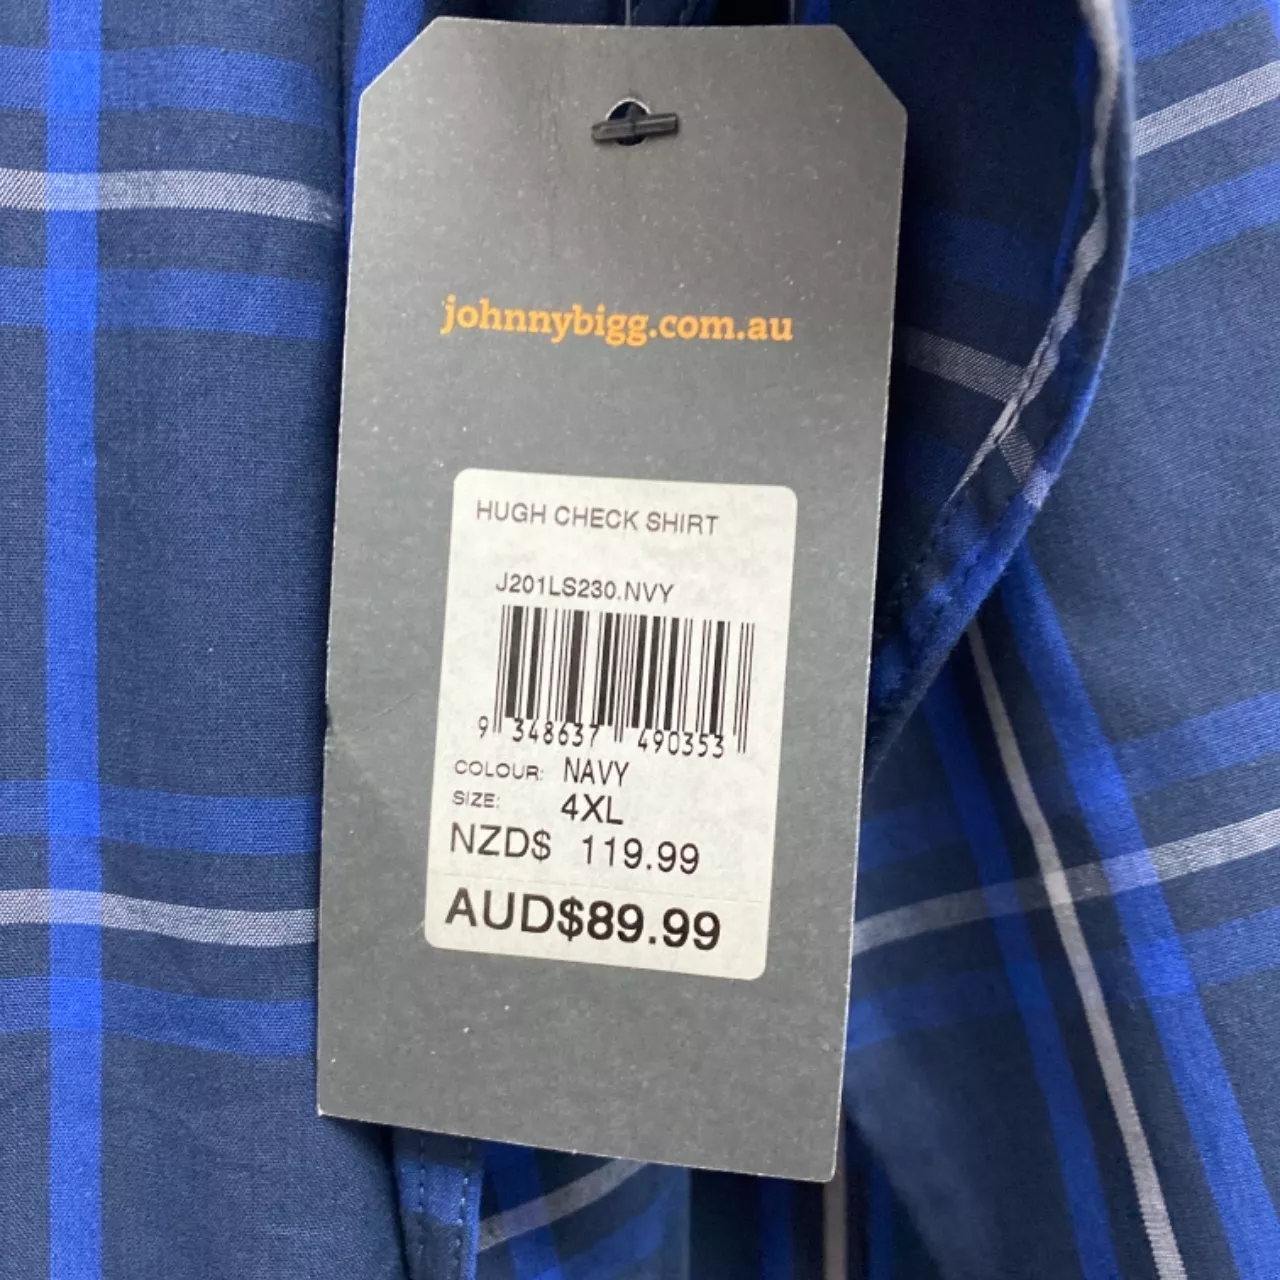 johnnybigg.com.au
HUGH CHECK SHIRT
J201LS230.NVY
9 348637 490353
COLOUR: NAVY
SIZE: 4XL
NZD$ 119.99
AUD$89.99